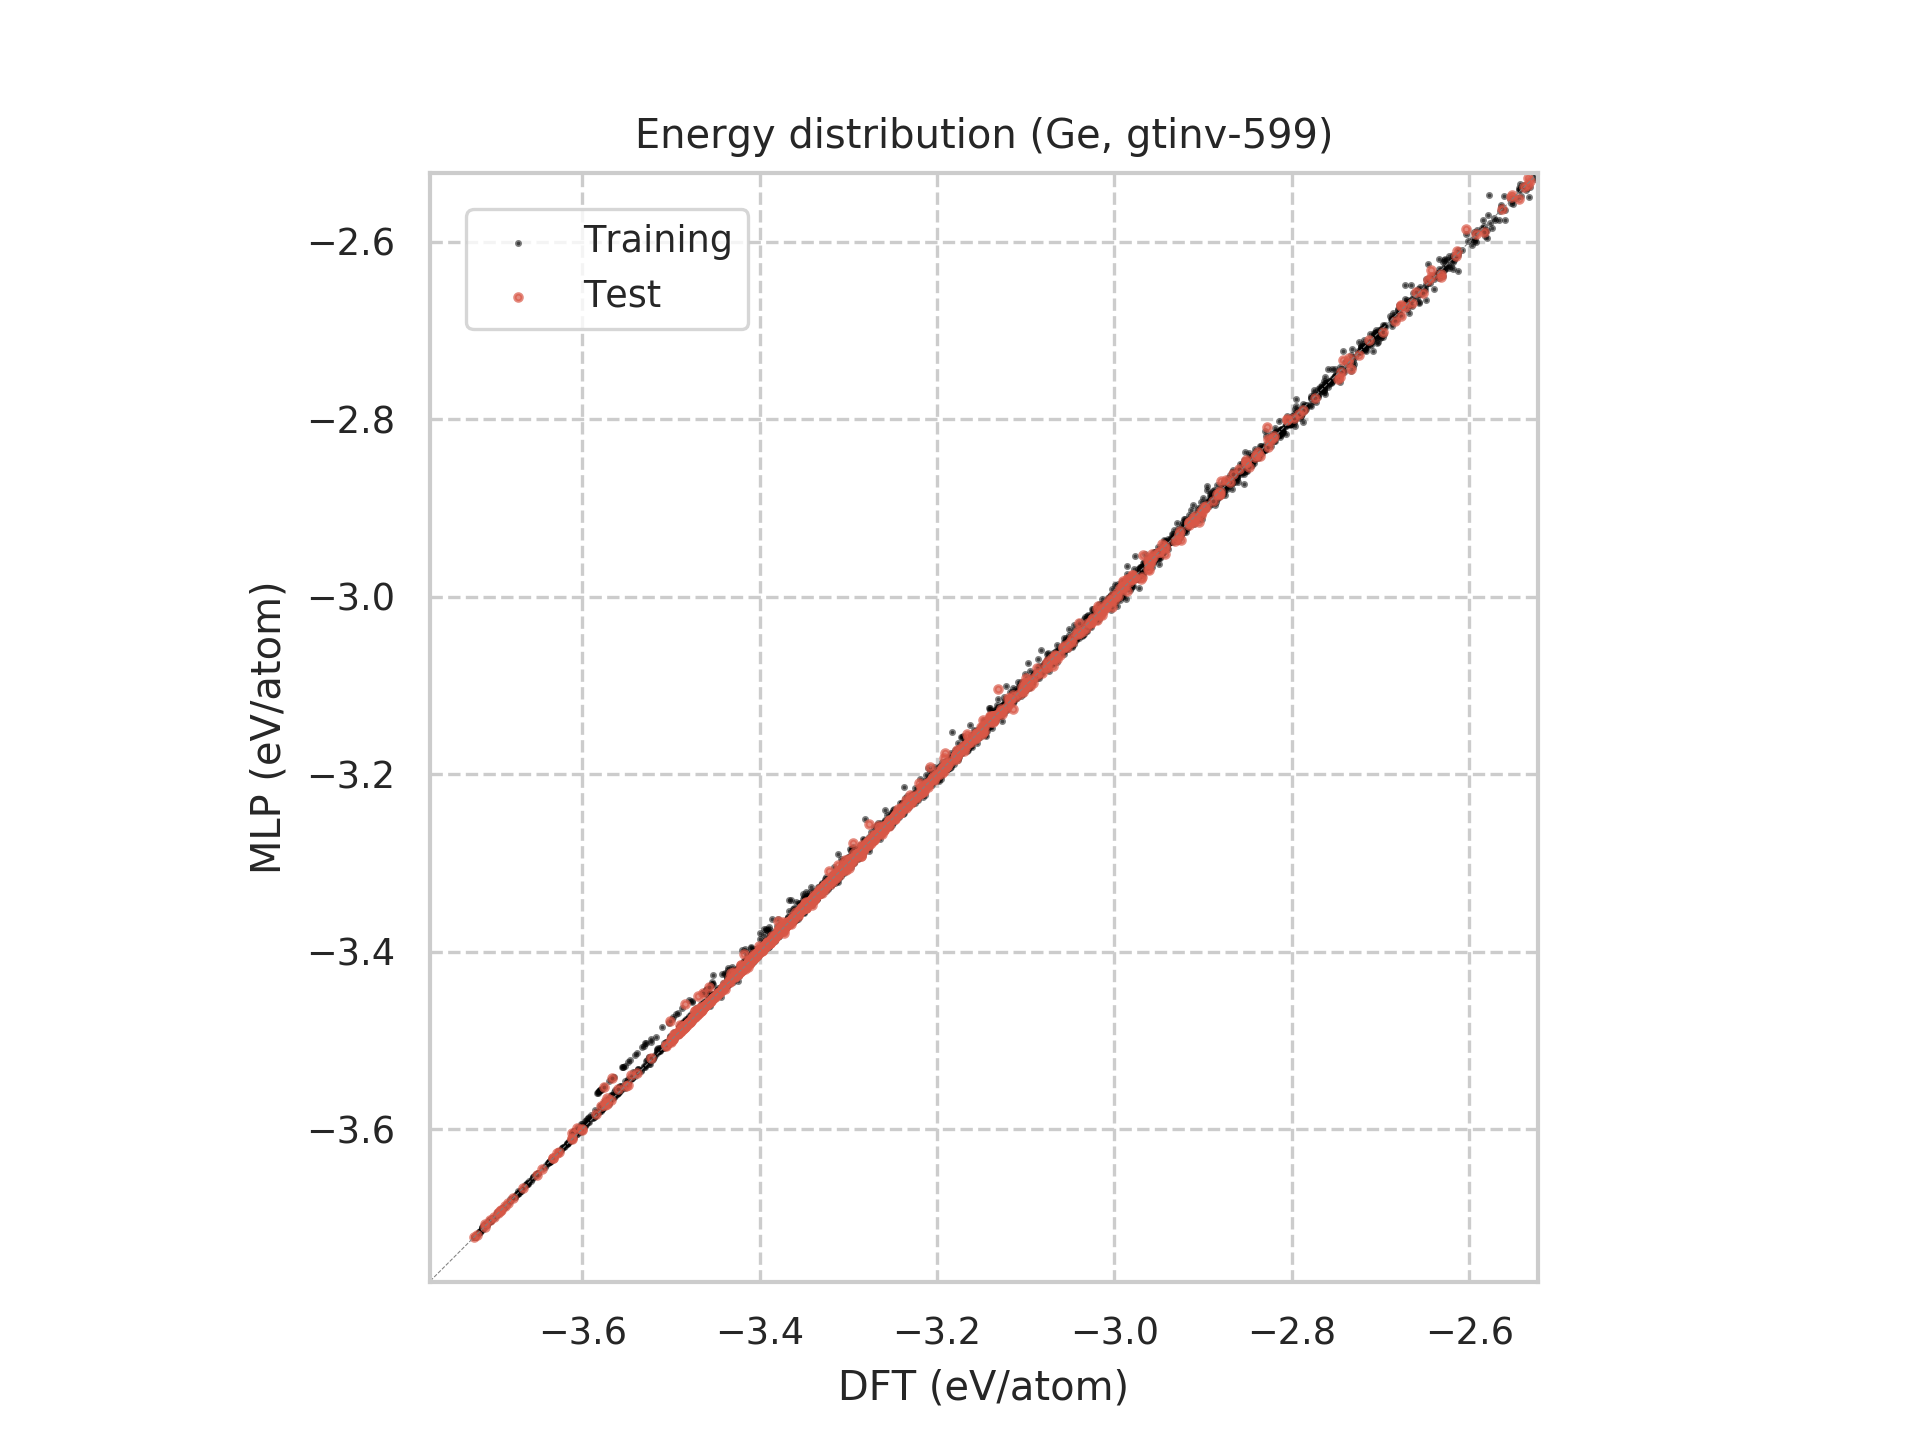 Energy distribution (Ge, gtinv-599)
Training
Test
−2.6
−2.8
−3.0
−3.2
−3.4
−3.6
MLP (eV/atom)
−3.6 −3.4 −3.2 −3.0 −2.8 −2.6
DFT (eV/atom)